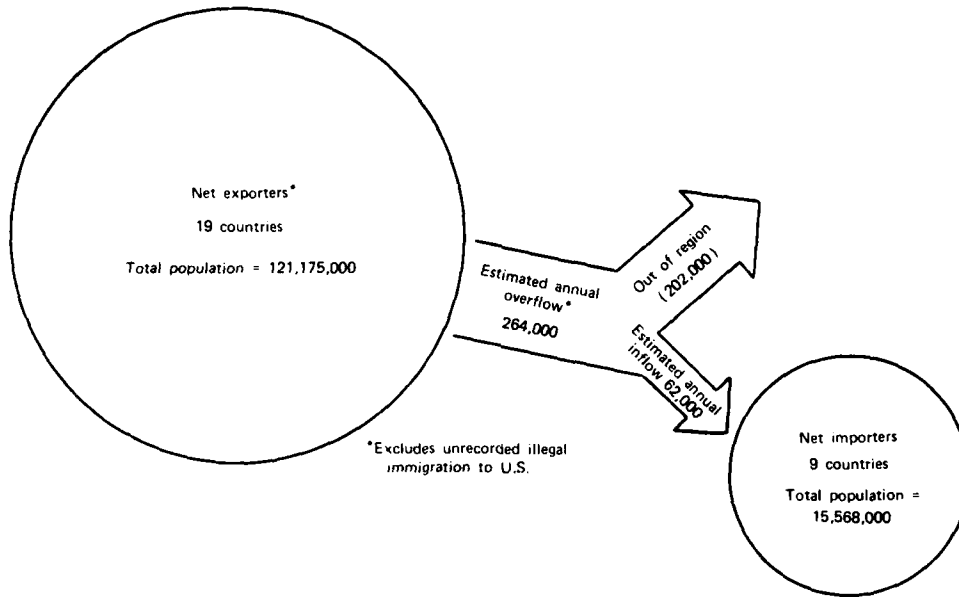 Net exporters*
19 countries
Total population = 121,175,000
Estimated annual
overflow*
264,000
Out of region
(202,000)
Estimated annual
inflow 62,000
*Excludes unrecorded illegal
immigration to U.S.
Net importers
9 countries
Total population =
15,568,000